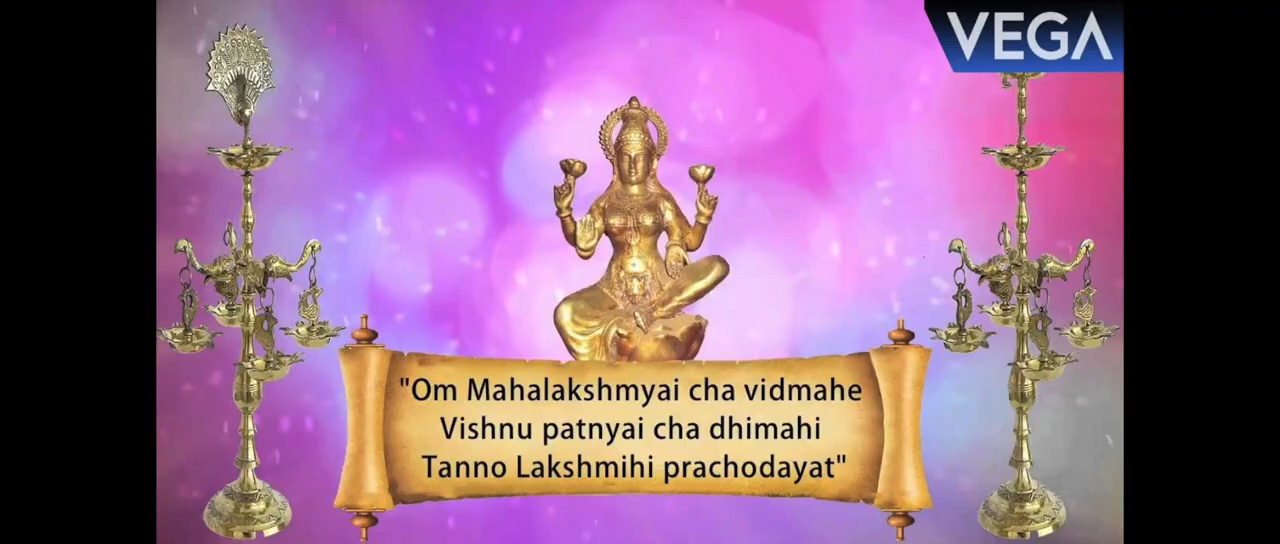 VEGA
"Om Mahalakshmyai cha vidmahe
Vishnu patnyai cha dhimahi
Tanno Lakshmihi prachodayat"